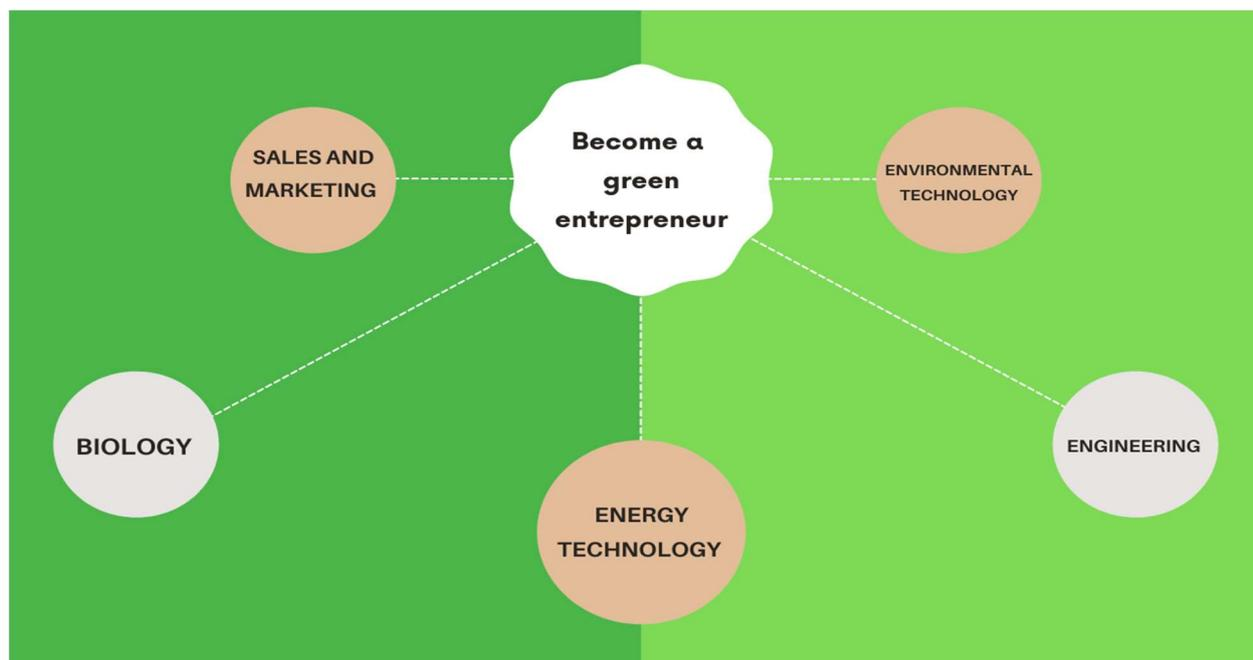 Become a
green
entrepreneur
SALES AND
MARKETING
ENVIRONMENTAL
TECHNOLOGY
BIOLOGY
ENGINEERING
ENERGY
TECHNOLOGY